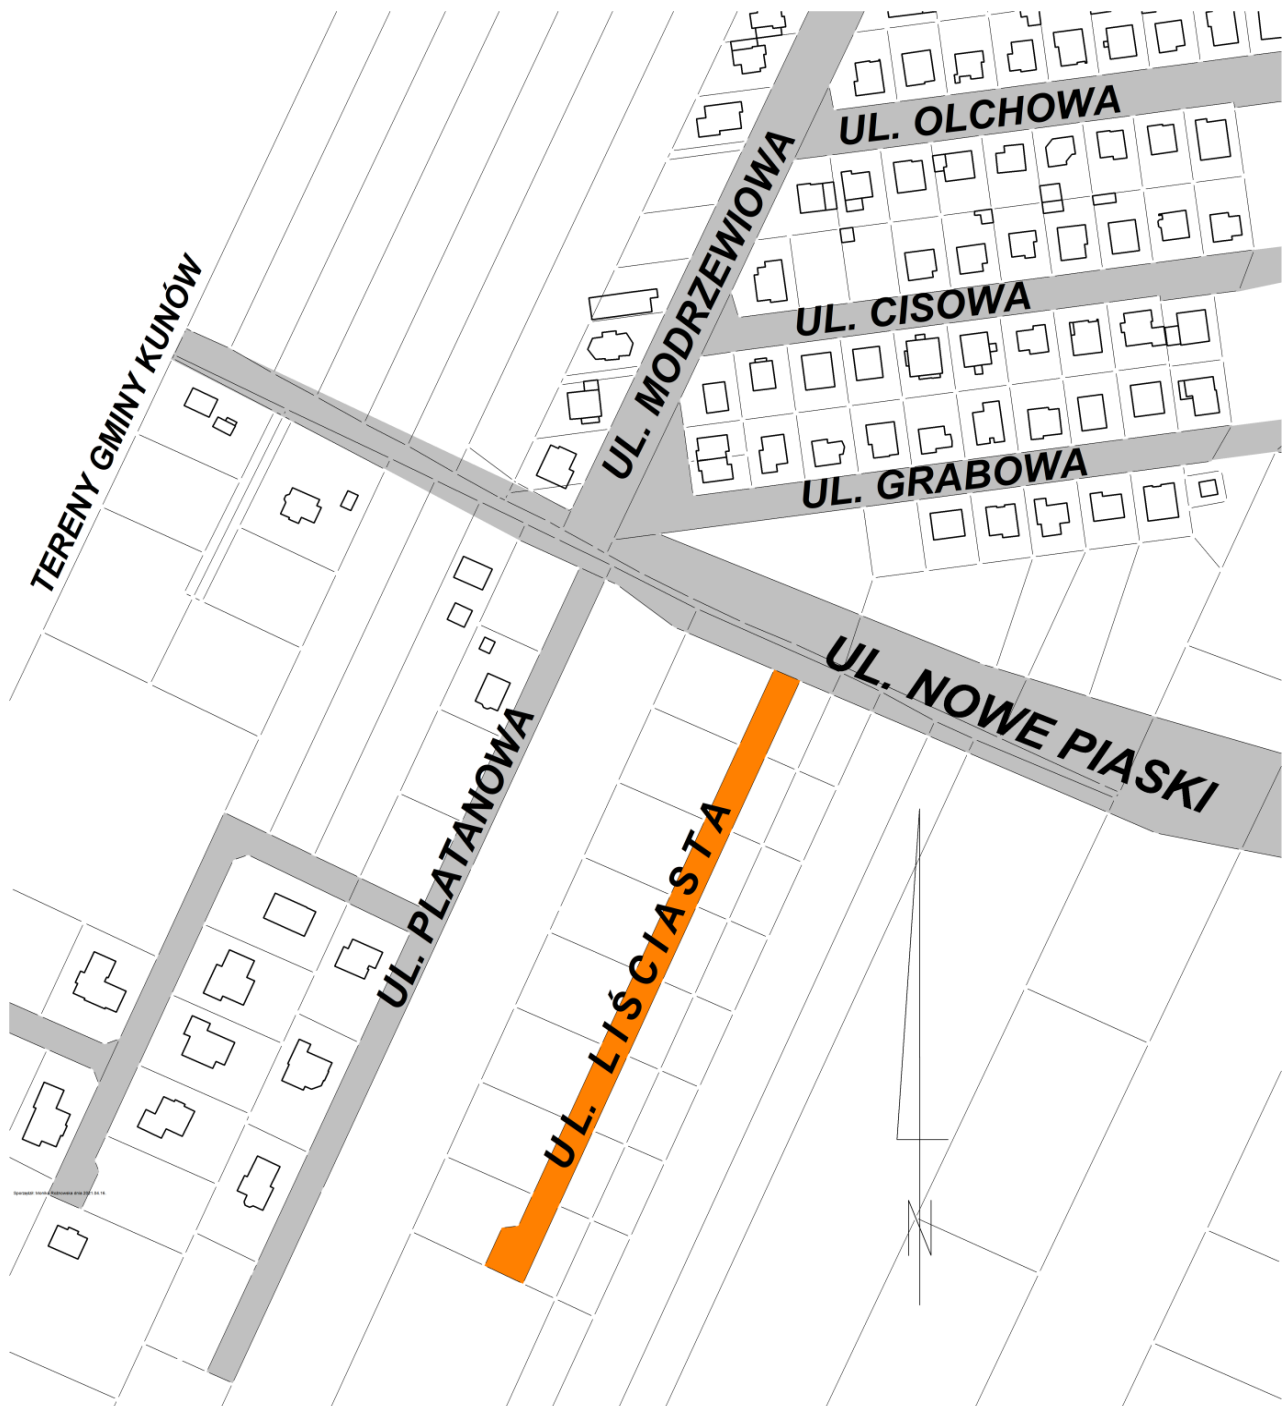 UL. OLCHOWA
UL. MODRZEWIOWA
UL. CISOWA
TERENY GMINY KUNÓW
UL. GRABOWA
UL. NOWE PIASKI
UL. PLATANOWA
UL. LIŚCIASTA
N